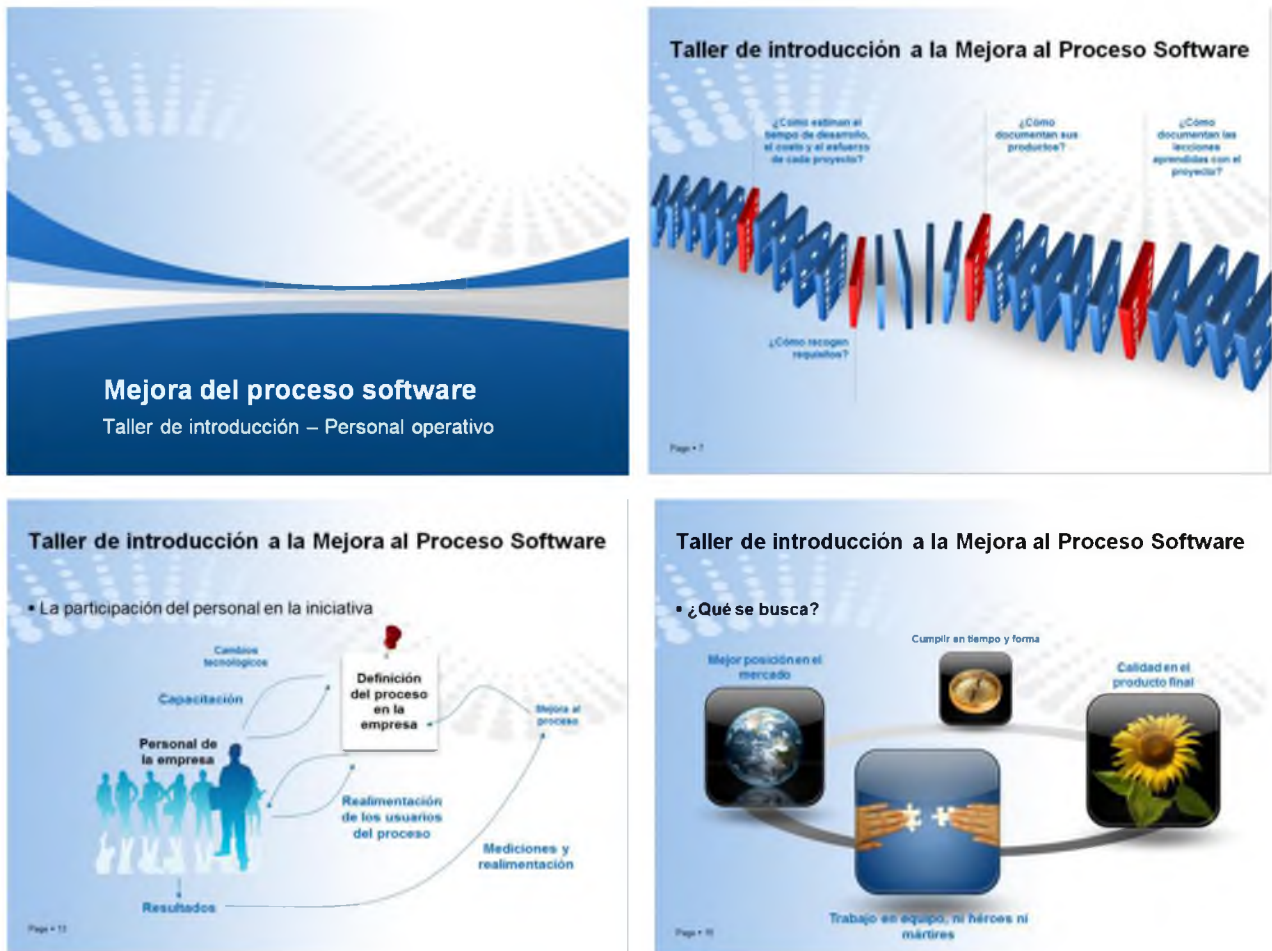 Mejora del proceso software
Taller de introducción – Personal operativo
Taller de introducción a la Mejora al Proceso Software
¿Cómo estiman el
tiempo de desarrollo,
el costo y el esfuerzo
de cada proyecto?
¿Cómo
documentan sus
productos?
¿Cómo
documentan las
lecciones
aprendidas con el
proyecto?
¿Cómo recogen
requisitos?
Page ▪ 7
Taller de introducción a la Mejora al Proceso Software
▪ La participación del personal en la iniciativa
Cambios
tecnológicos
Capacitación
Definición
del proceso
en la
empresa
Mejora al
proceso
Personal de
la empresa
Realimentación
de los usuarios
del proceso
Mediciones y
realimentación
Resultados
Page ▪
Taller de introducción a la Mejora al Proceso Software
▪ ¿Qué se busca?
Cumplir en tiempo y forma
Mejor posición en el
mercado
Calidad en el
producto final
Trabajo en equipo, ni héroes ni
mártires
Page ▪